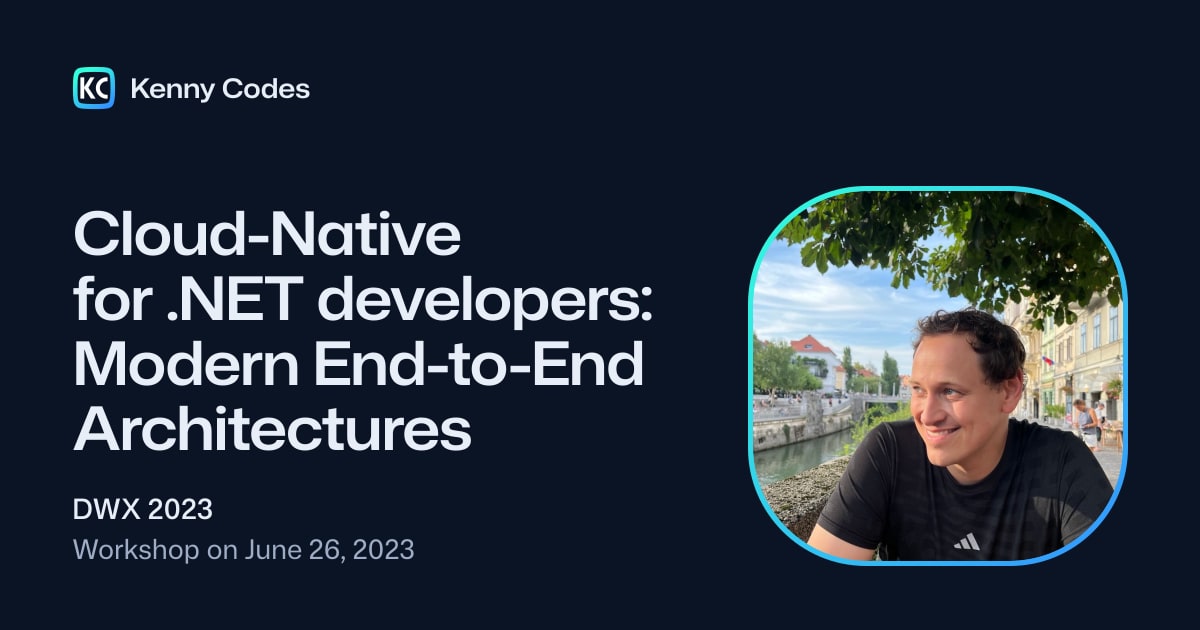 KC
Kenny Codes
Cloud-Native
for .NET developers:
Modern End-to-End
Architectures
DWX 2023
Workshop on June 26, 2023